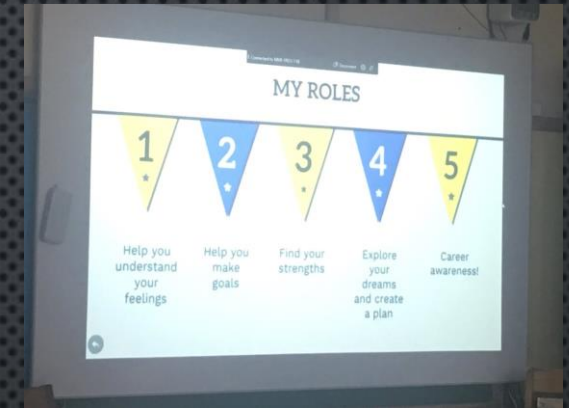 MY ROLES
1
2
3
4
5
Help you
understand
your
feelings
Help you
make
goals
Find your
strengths
Explore
your
dreams
and create
a plan
Career
awareness!